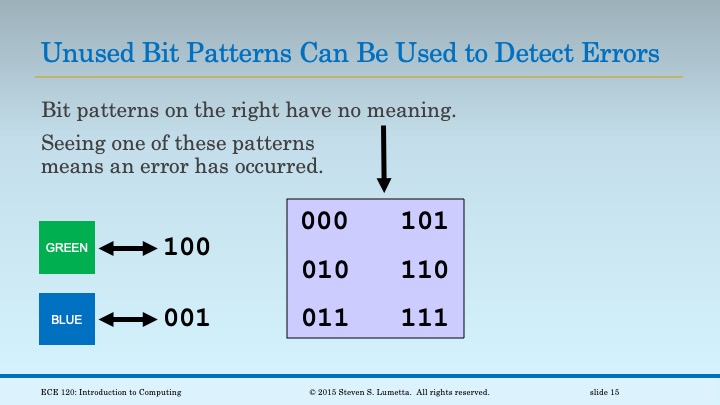 Unused Bit Patterns Can Be Used to Detect Errors
Bit patterns on the right have no meaning.
Seeing one of these patterns
means an error has occurred.
GREEN 100
BLUE 001
000 101
010 110
011 111
ECE 120: Introduction to Computing © 2015 Steven S. Lumetta. All rights reserved. slide 15